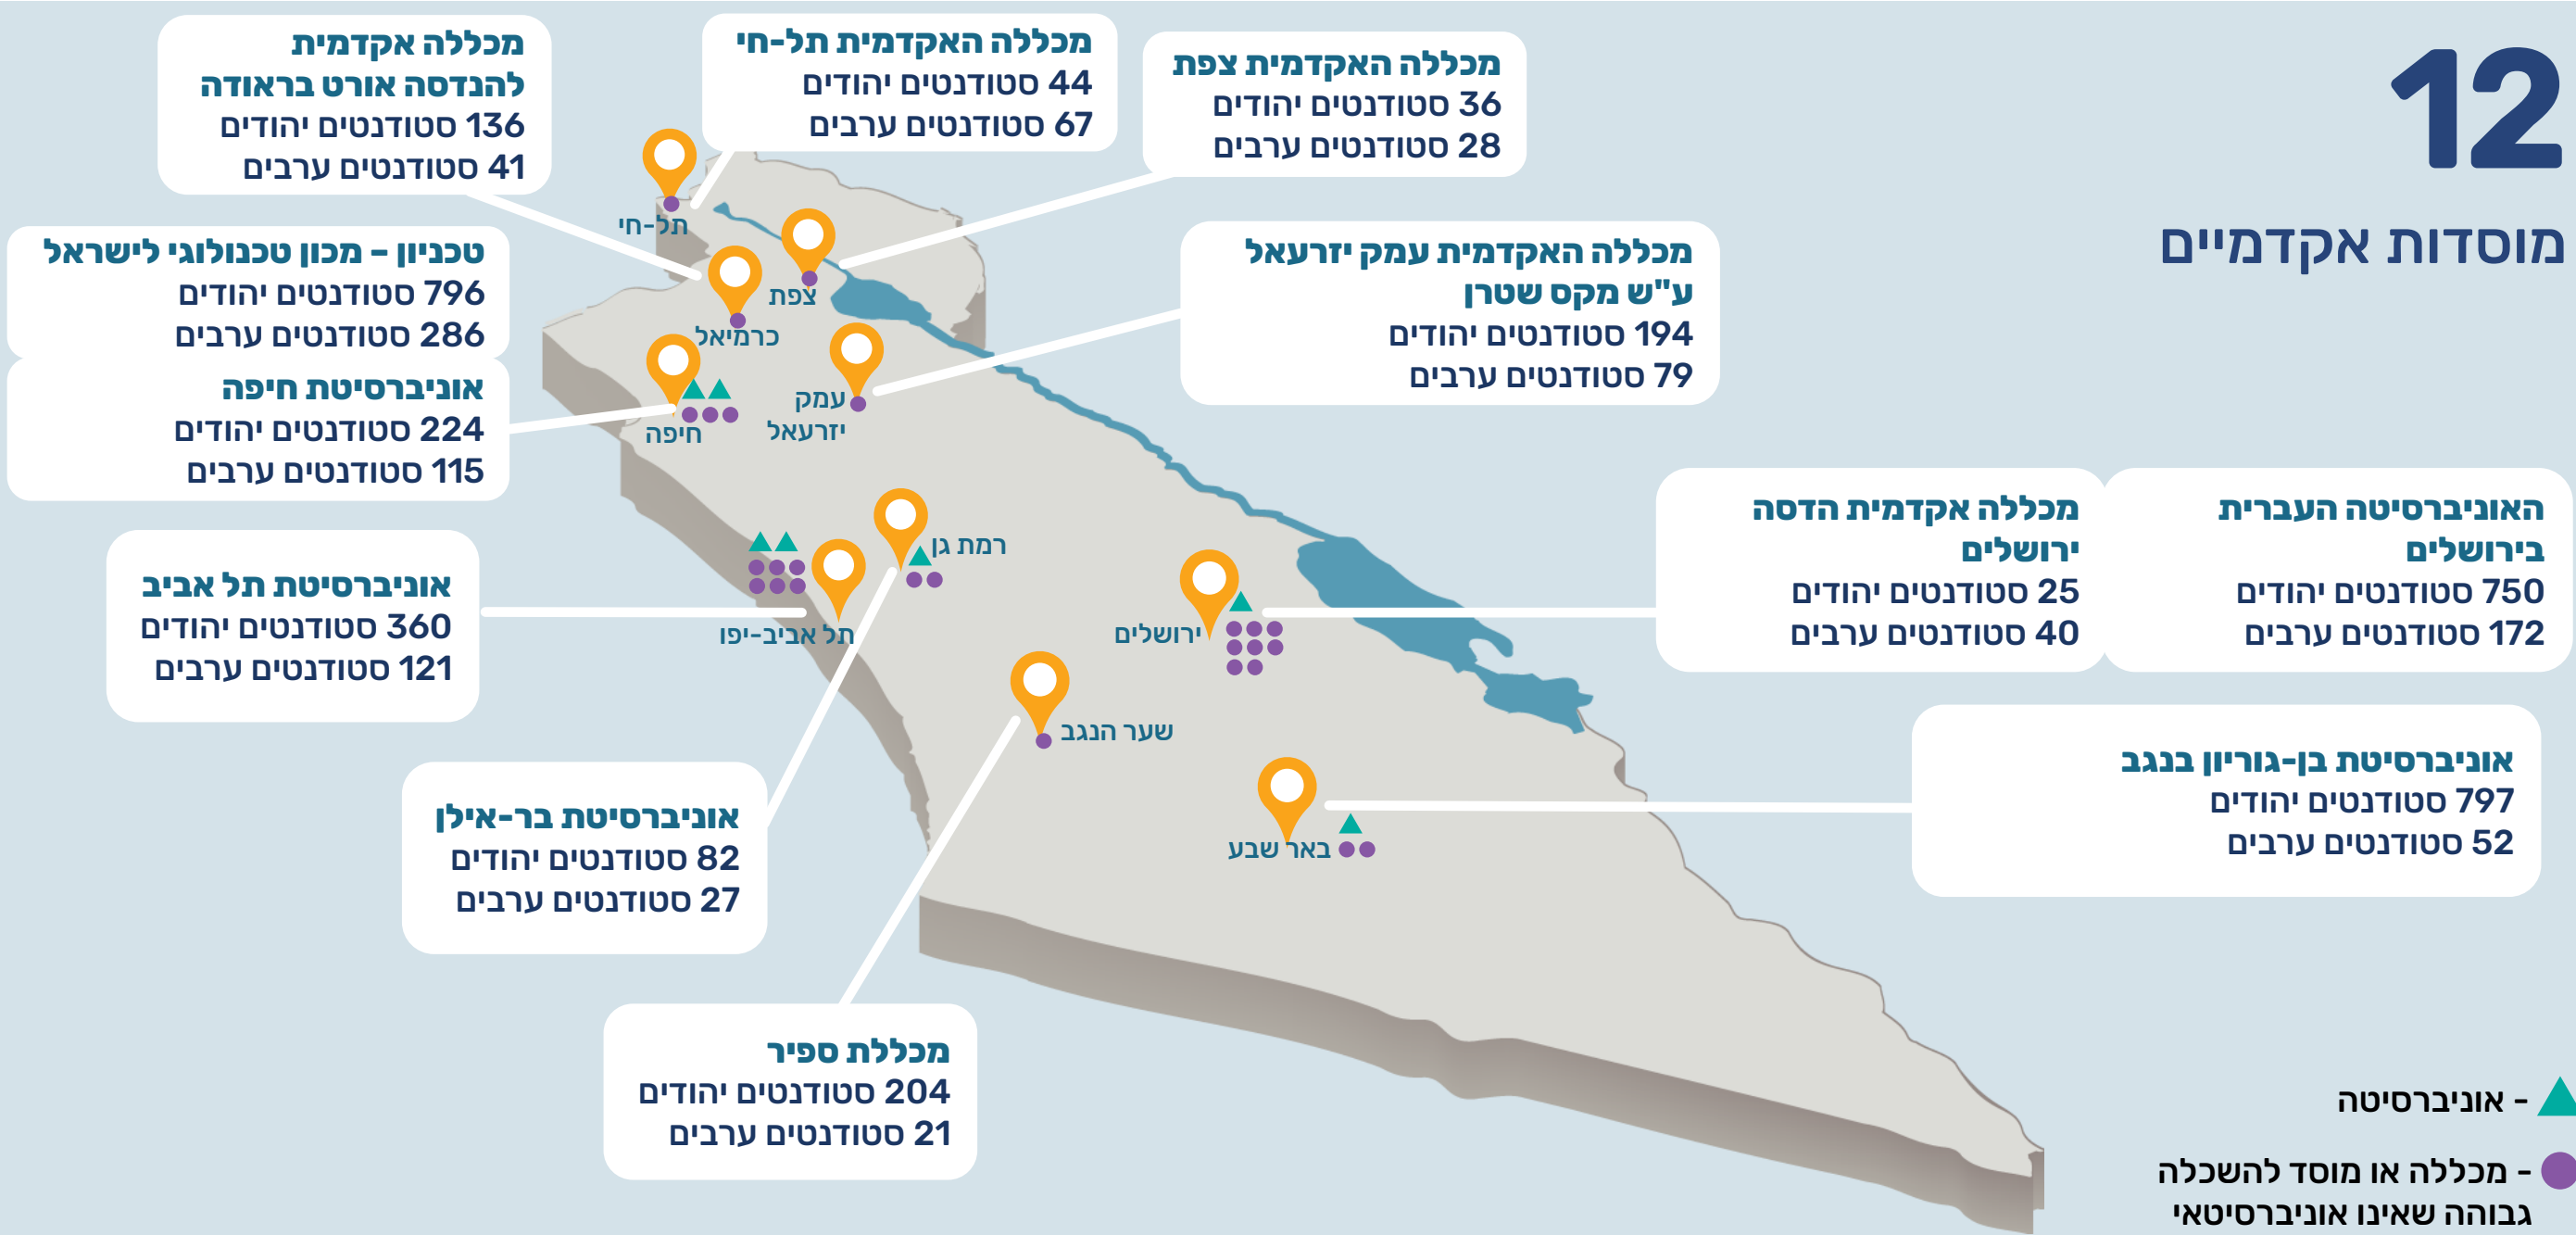 12
מוסדות אקדמיים
מכללה האקדמית צפת
36 סטודנטים יהודים
28 סטודנטים ערבים
מכללה האקדמית תל-חי
44 סטודנטים יהודים
67 סטודנטים ערבים
מכללה אקדמית
להנדסה אורט בראודה
136 סטודנטים יהודים
41 סטודנטים ערבים
מכללה האקדמית עמק יזרעאל
ע"ש מקס שטרן
194 סטודנטים יהודים
79 סטודנטים ערבים
טכניון – מכון טכנולוגי לישראל
796 סטודנטים יהודים
286 סטודנטים ערבים
אוניברסיטת חיפה
224 סטודנטים יהודים
115 סטודנטים ערבים
תל-חי
צפת
כרמיאל
עמק
יזרעאל
חיפה
האוניברסיטה העברית
בירושלים
750 סטודנטים יהודים
172 סטודנטים ערבים
מכללה אקדמית הדסה
ירושלים
25 סטודנטים יהודים
40 סטודנטים ערבים
רמת גן
ירושלים
תל אביב-יפו
אוניברסיטת תל אביב
360 סטודנטים יהודים
121 סטודנטים ערבים
שער הנגב
באר שבע
אוניברסיטת בן-גוריון בנגב
797 סטודנטים יהודים
52 סטודנטים ערבים
אוניברסיטת בר-אילן
82 סטודנטים יהודים
27 סטודנטים ערבים
מכללת ספיר
204 סטודנטים יהודים
21 סטודנטים ערבים
- אוניברסיטה
- מכללה או מוסד להשכלה
גבוהה שאינו אוניברסיטאי